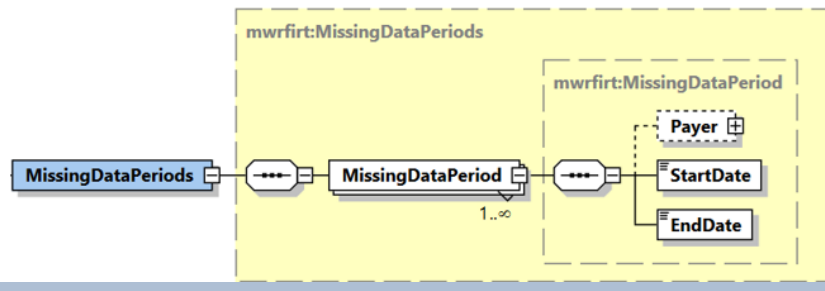 mwrfirt:MissingDataPeriods
mwrfirt:MissingDataPeriod
Payer
MissingDataPeriods
MissingDataPeriod
StartDate
1..∞
EndDate